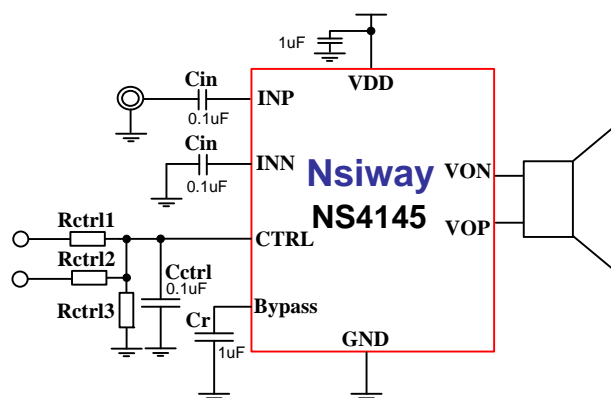 1uF
VDD
Cin
0.1uF
INP
Cin
0.1uF
INN
Nsiway
NS4145
VON
VOP
Rctrl1
CTRL
Rctrl2
Cctrl
0.1uF
Rctrl3
Bypass
Cr
1uF
GND